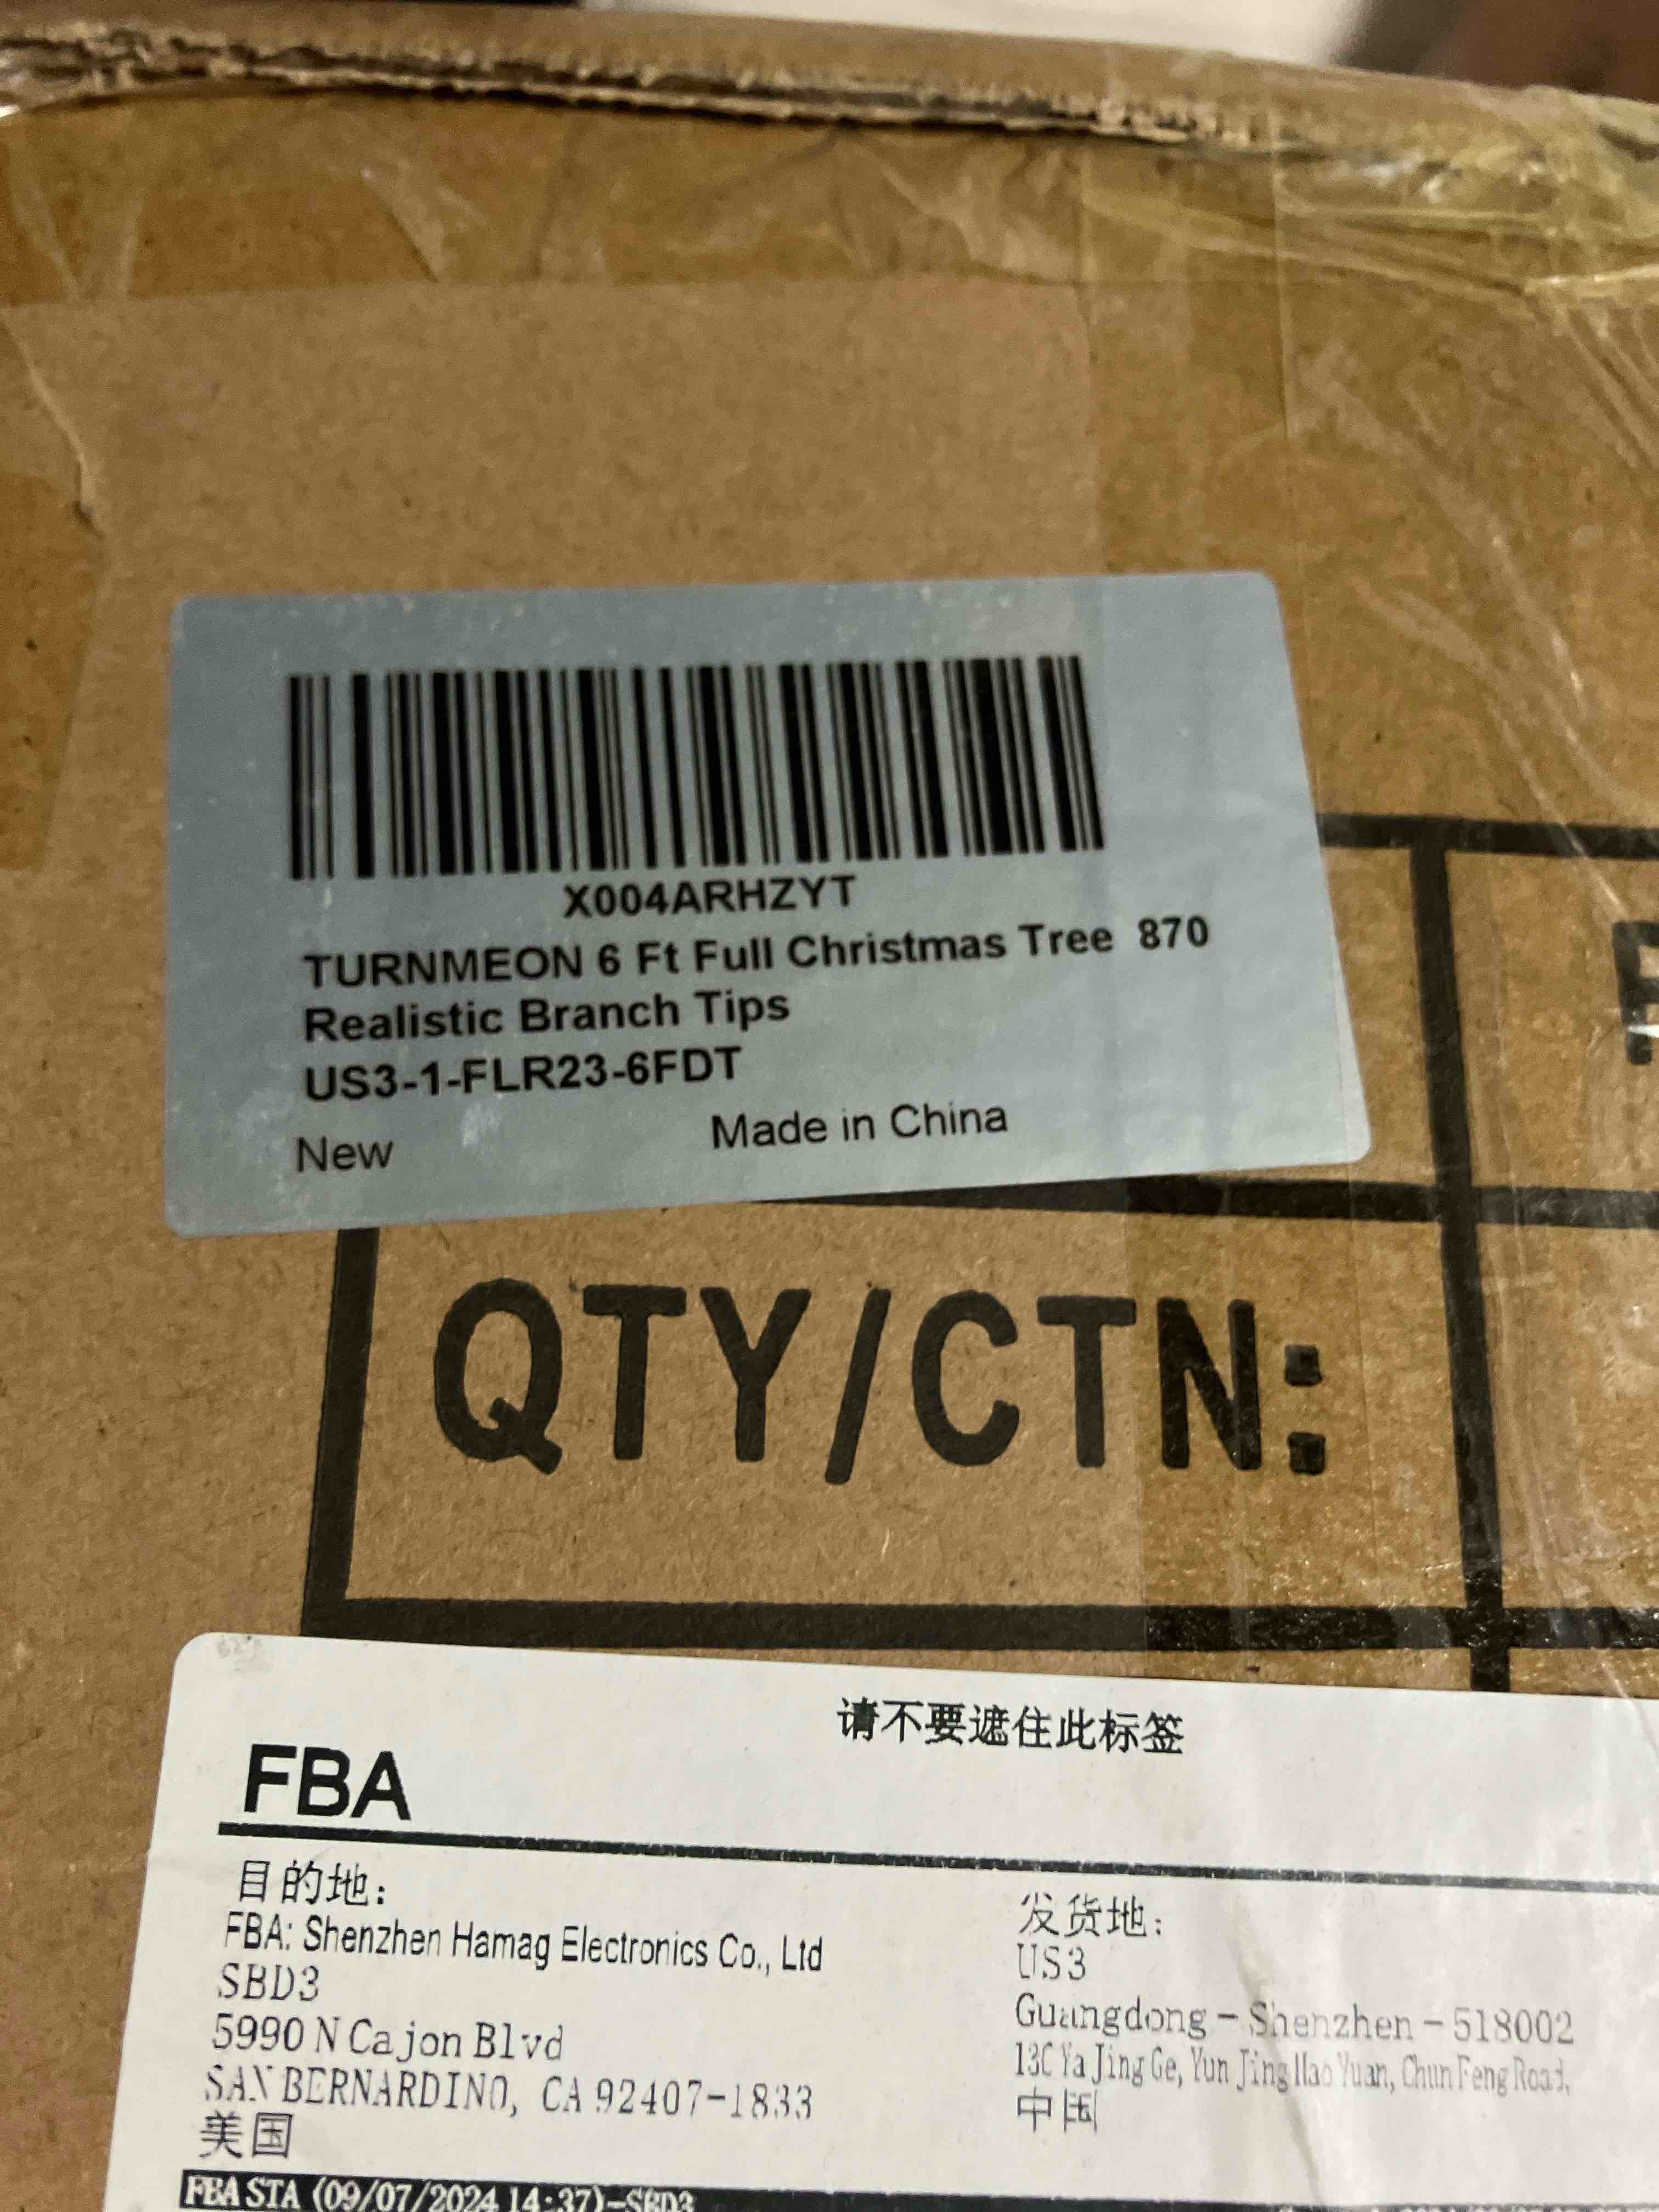 X004ARHZYT
TURNMEON 6 Ft Full Christmas Tree 870
Realistic Branch Tips
US3-1-FLR23-6FDT
New
Made in China
QTY/CTN:
请不要遮住此标签
FBA
目的地:
FBA: Shenzhen Hamag Electronics Co., Ltd
SBD3
5990 N Cajon Blvd
SAN BERNARDINO, CA 92407-1833
美国
发货地:
US3
Guangdong - Shenzhen - 518002
13C Ya Jing Ge, Yun Jing Hao Yuan, Chun Feng Road,
中国
FBA STA (09/07/2024 14:37)-SBD3